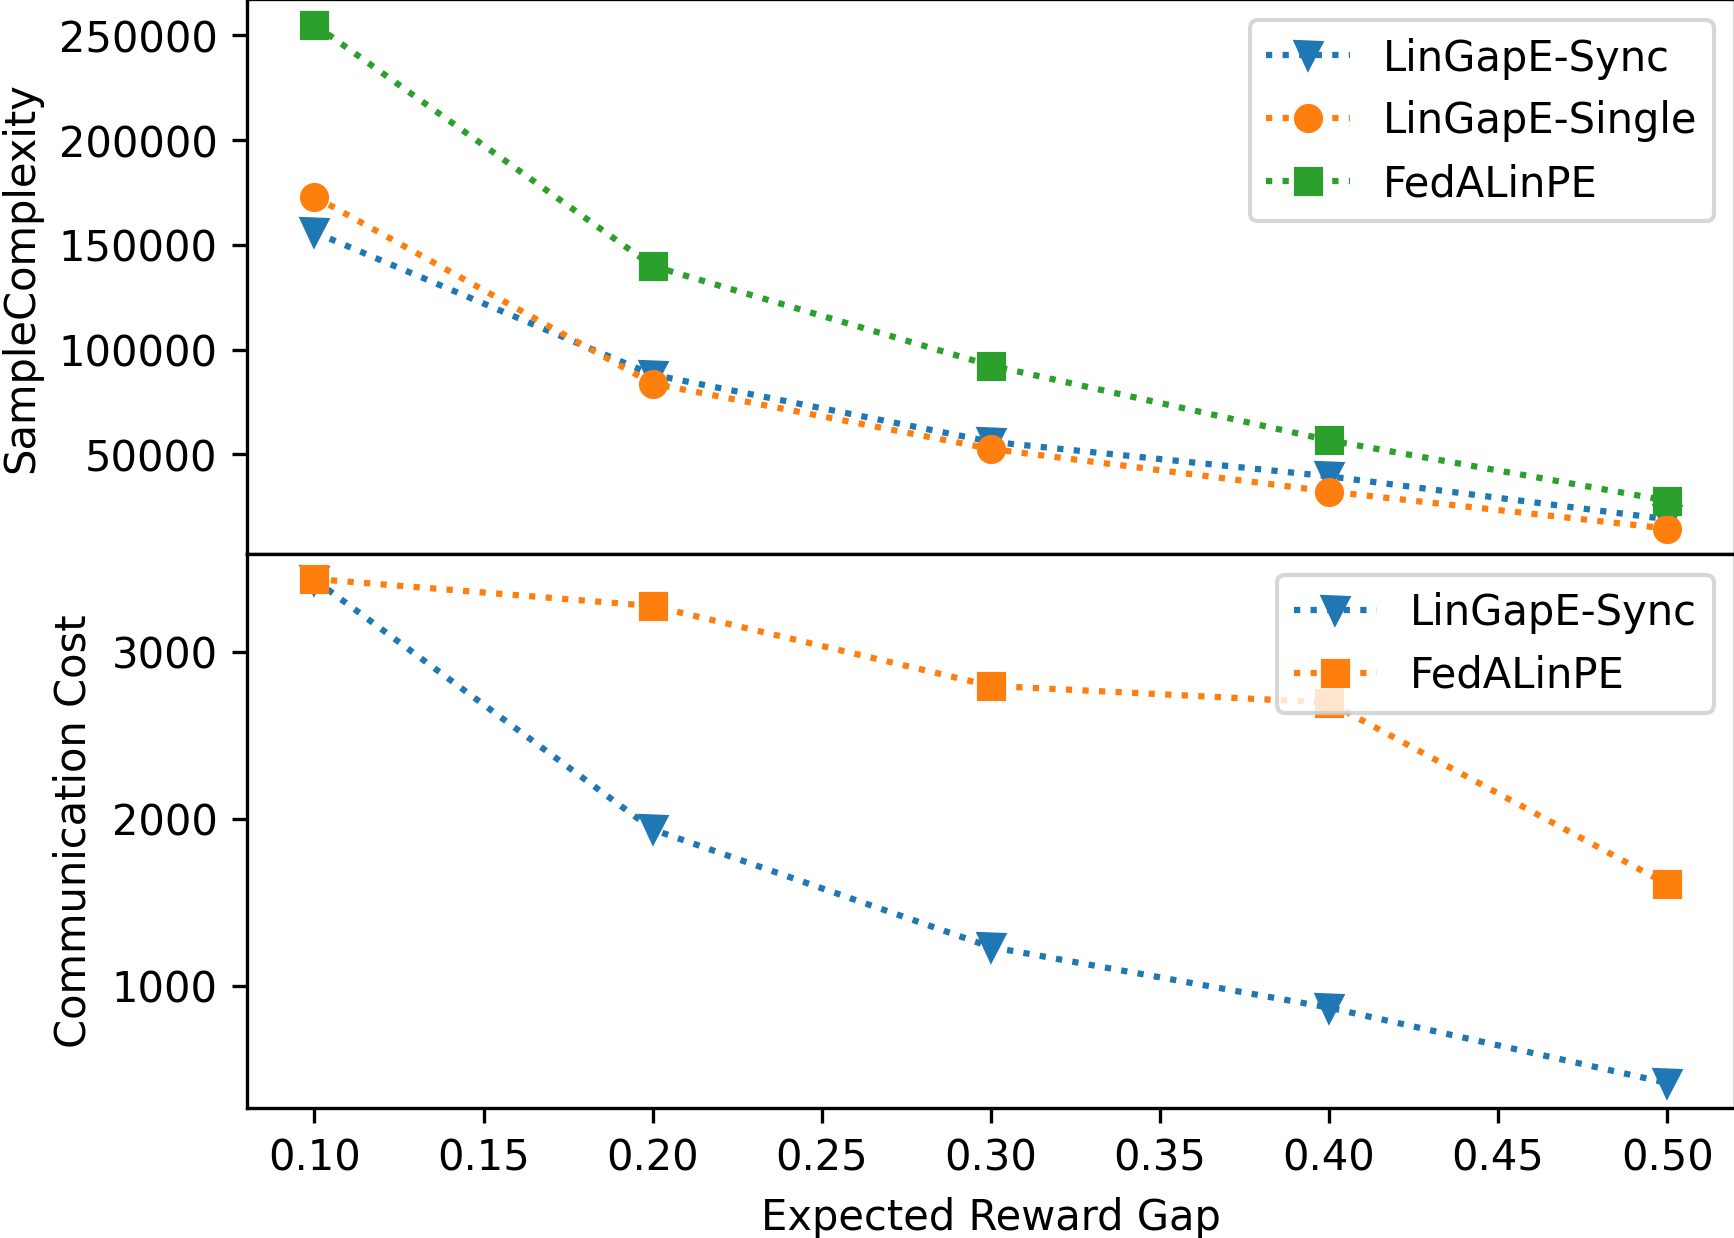 SampleComplexity
250000
200000
150000
100000
50000
LinGapE-Sync
LinGapE-Single
FedALinPE
Communication Cost
3000
2000
1000
LinGapE-Sync
FedALinPE
0.10 0.15 0.20 0.25 0.30 0.35 0.40 0.45 0.50
Expected Reward Gap